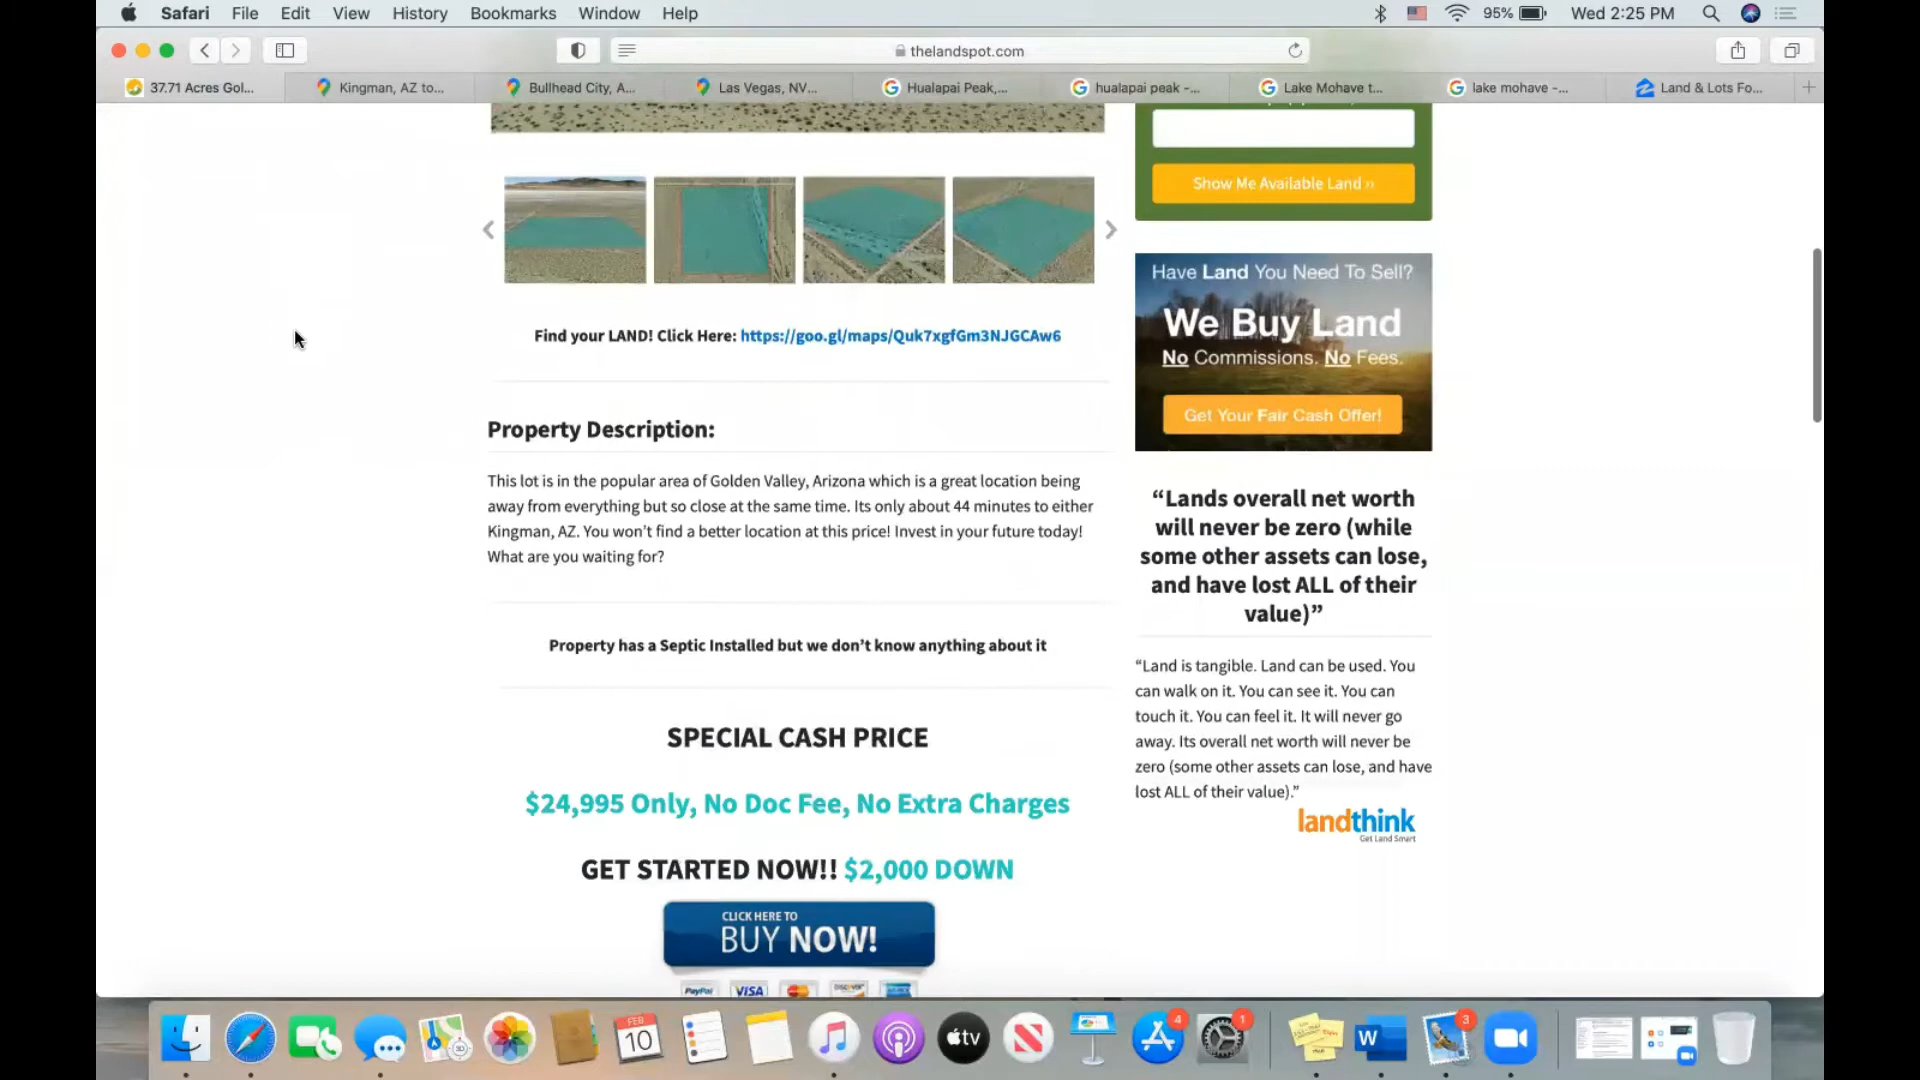 Safari File Edit View History Bookmarks Window Help 95% Wed 2:25 PM
thelandspot.com
37.71 Acres Gol... Kingman, AZ to... Bullhead City, A... Las Vegas, NV... Hualapai Peak,... hualapai peak -... Lake Mohave t... lake mohave -... Land & Lots Fo...
Show Me Available Land »
Find your LAND! Click Here: https://goo.gl/maps/Quk7xgfGm3NJGCAw6
Property Description:
This lot is in the popular area of Golden Valley, Arizona which is a great location being
away from everything but so close at the same time. Its only about 44 minutes to either
Kingman, AZ. You won't find a better location at this price! Invest in your future today!
What are you waiting for?
Property has a Septic Installed but we don't know anything about it
SPECIAL CASH PRICE
$24,995 Only, No Doc Fee, No Extra Charges
GET STARTED NOW!! $2,000 DOWN
CLICK HERE TO
BUY NOW!
PayPal VISA DISCOVER
Have Land You Need To Sell?
We Buy Land
No Commissions. No Fees.
Get Your Fair Cash Offer!
“Lands overall net worth
will never be zero (while
some other assets can lose,
and have lost ALL of their
value)”
“Land is tangible. Land can be used. You
can walk on it. You can see it. You can
touch it. You can feel it. It will never go
away. Its overall net worth will never be
zero (some other assets can lose, and have
lost ALL of their value).”
landthink
Get Land Smart
FEB
10
tv
4
1
W
3